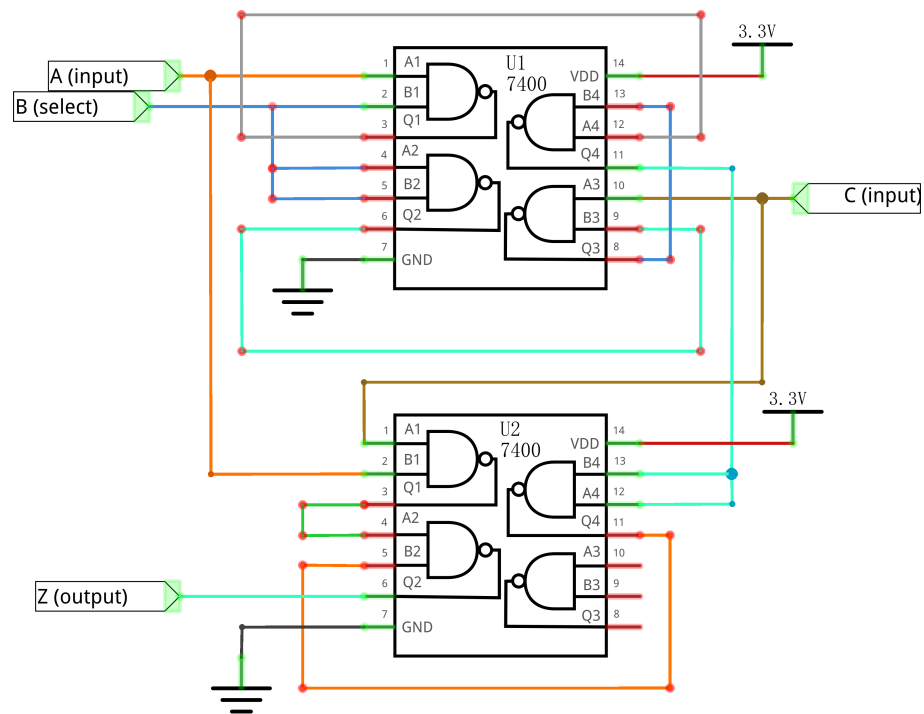 3.3V
A (input)
B (select)
C (input)
U1
7400
1
A1
2
B1
3
Q1
4
A2
5
B2
6
Q2
7
GND
14
VDD
13
B4
12
A4
11
Q4
10
A3
9
B3
8
Q3
3.3V
U2
7400
1
A1
2
B1
3
Q1
4
A2
5
B2
6
Q2
7
GND
14
VDD
13
B4
12
A4
11
Q4
10
A3
9
B3
8
Q3
Z (output)